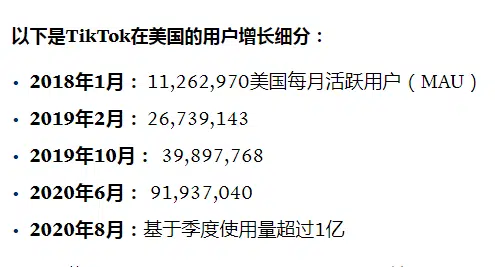 以下是TikTok在美国的用户增长细分：
• 2018年1月： 11,262,970美国每月活跃用户（MAU）
• 2019年2月： 26,739,143
• 2019年10月： 39,897,768
• 2020年6月： 91,937,040
• 2020年8月：基于季度使用量超过1亿